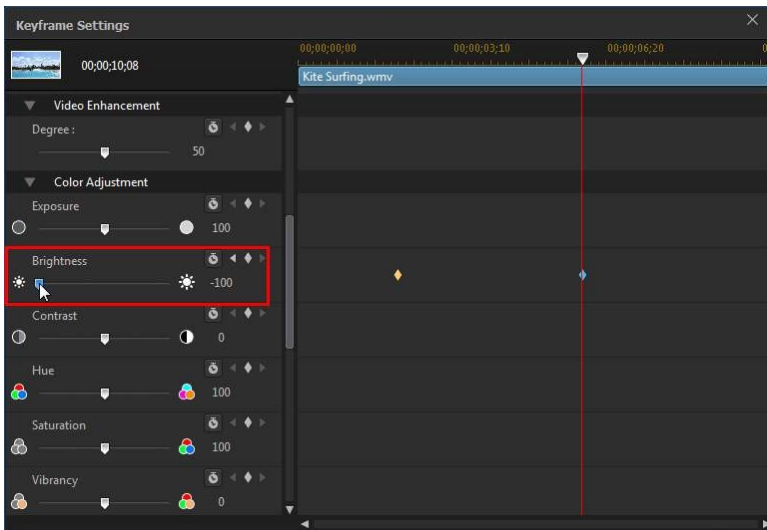 Keyframe Settings
00;00;10;08
00;00;00;00 00;00;03;10 00;00;06;20
Kite Surfing.wmv
Video Enhancement
Degree :
50
Color Adjustment
Exposure
100
Brightness
-100
Contrast
0
Hue
100
Saturation
100
Vibrancy
0